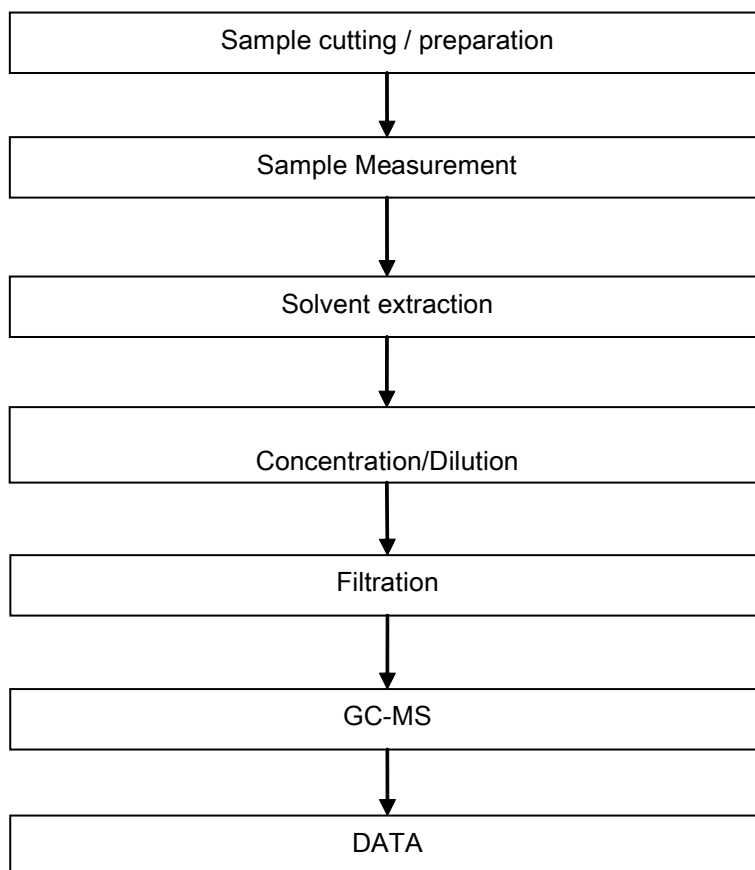 Sample cutting / preparation
Sample Measurement
Solvent extraction
Concentration/Dilution
Filtration
GC-MS
DATA